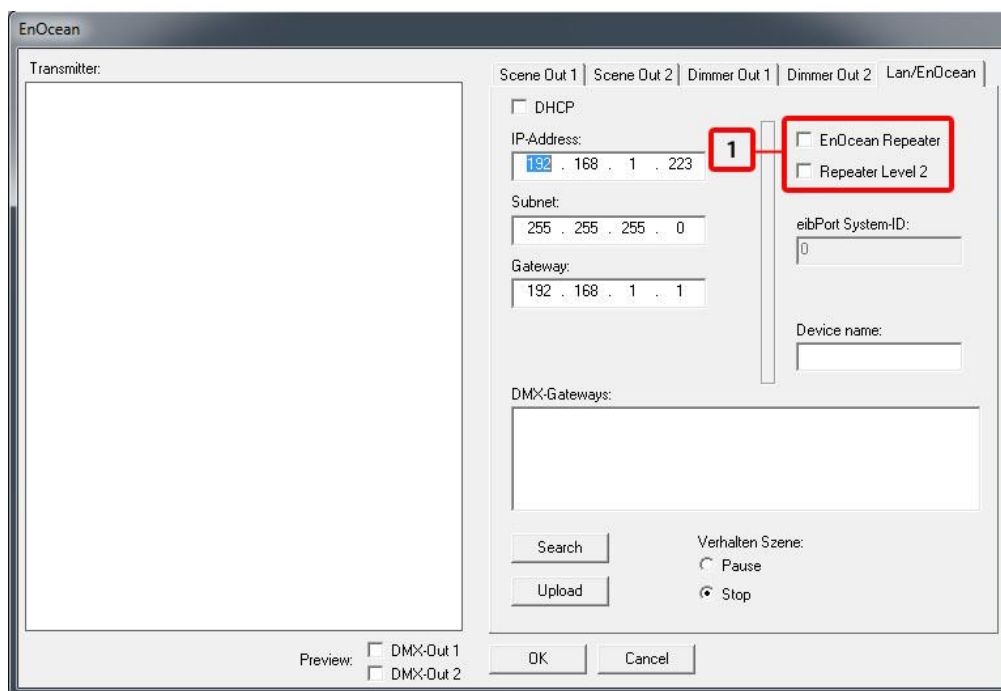 EnOcean
Transmitter:
Scene Out 1 Scene Out 2 Dimmer Out 1 Dimmer Out 2 Lan/EnOcean
DHCP
IP-Address:
192 . 168 . 1 . 223
Subnet:
255 . 255 . 255 . 0
Gateway:
192 . 168 . 1 . 1
1
EnOcean Repeater
Repeater Level 2
eibPort System-ID:
0
Device name:
DMX-Gateways:
Search
Upload
Verhalten Szene:
Pause
Stop
Preview:
DMX-Out 1
DMX-Out 2
OK
Cancel